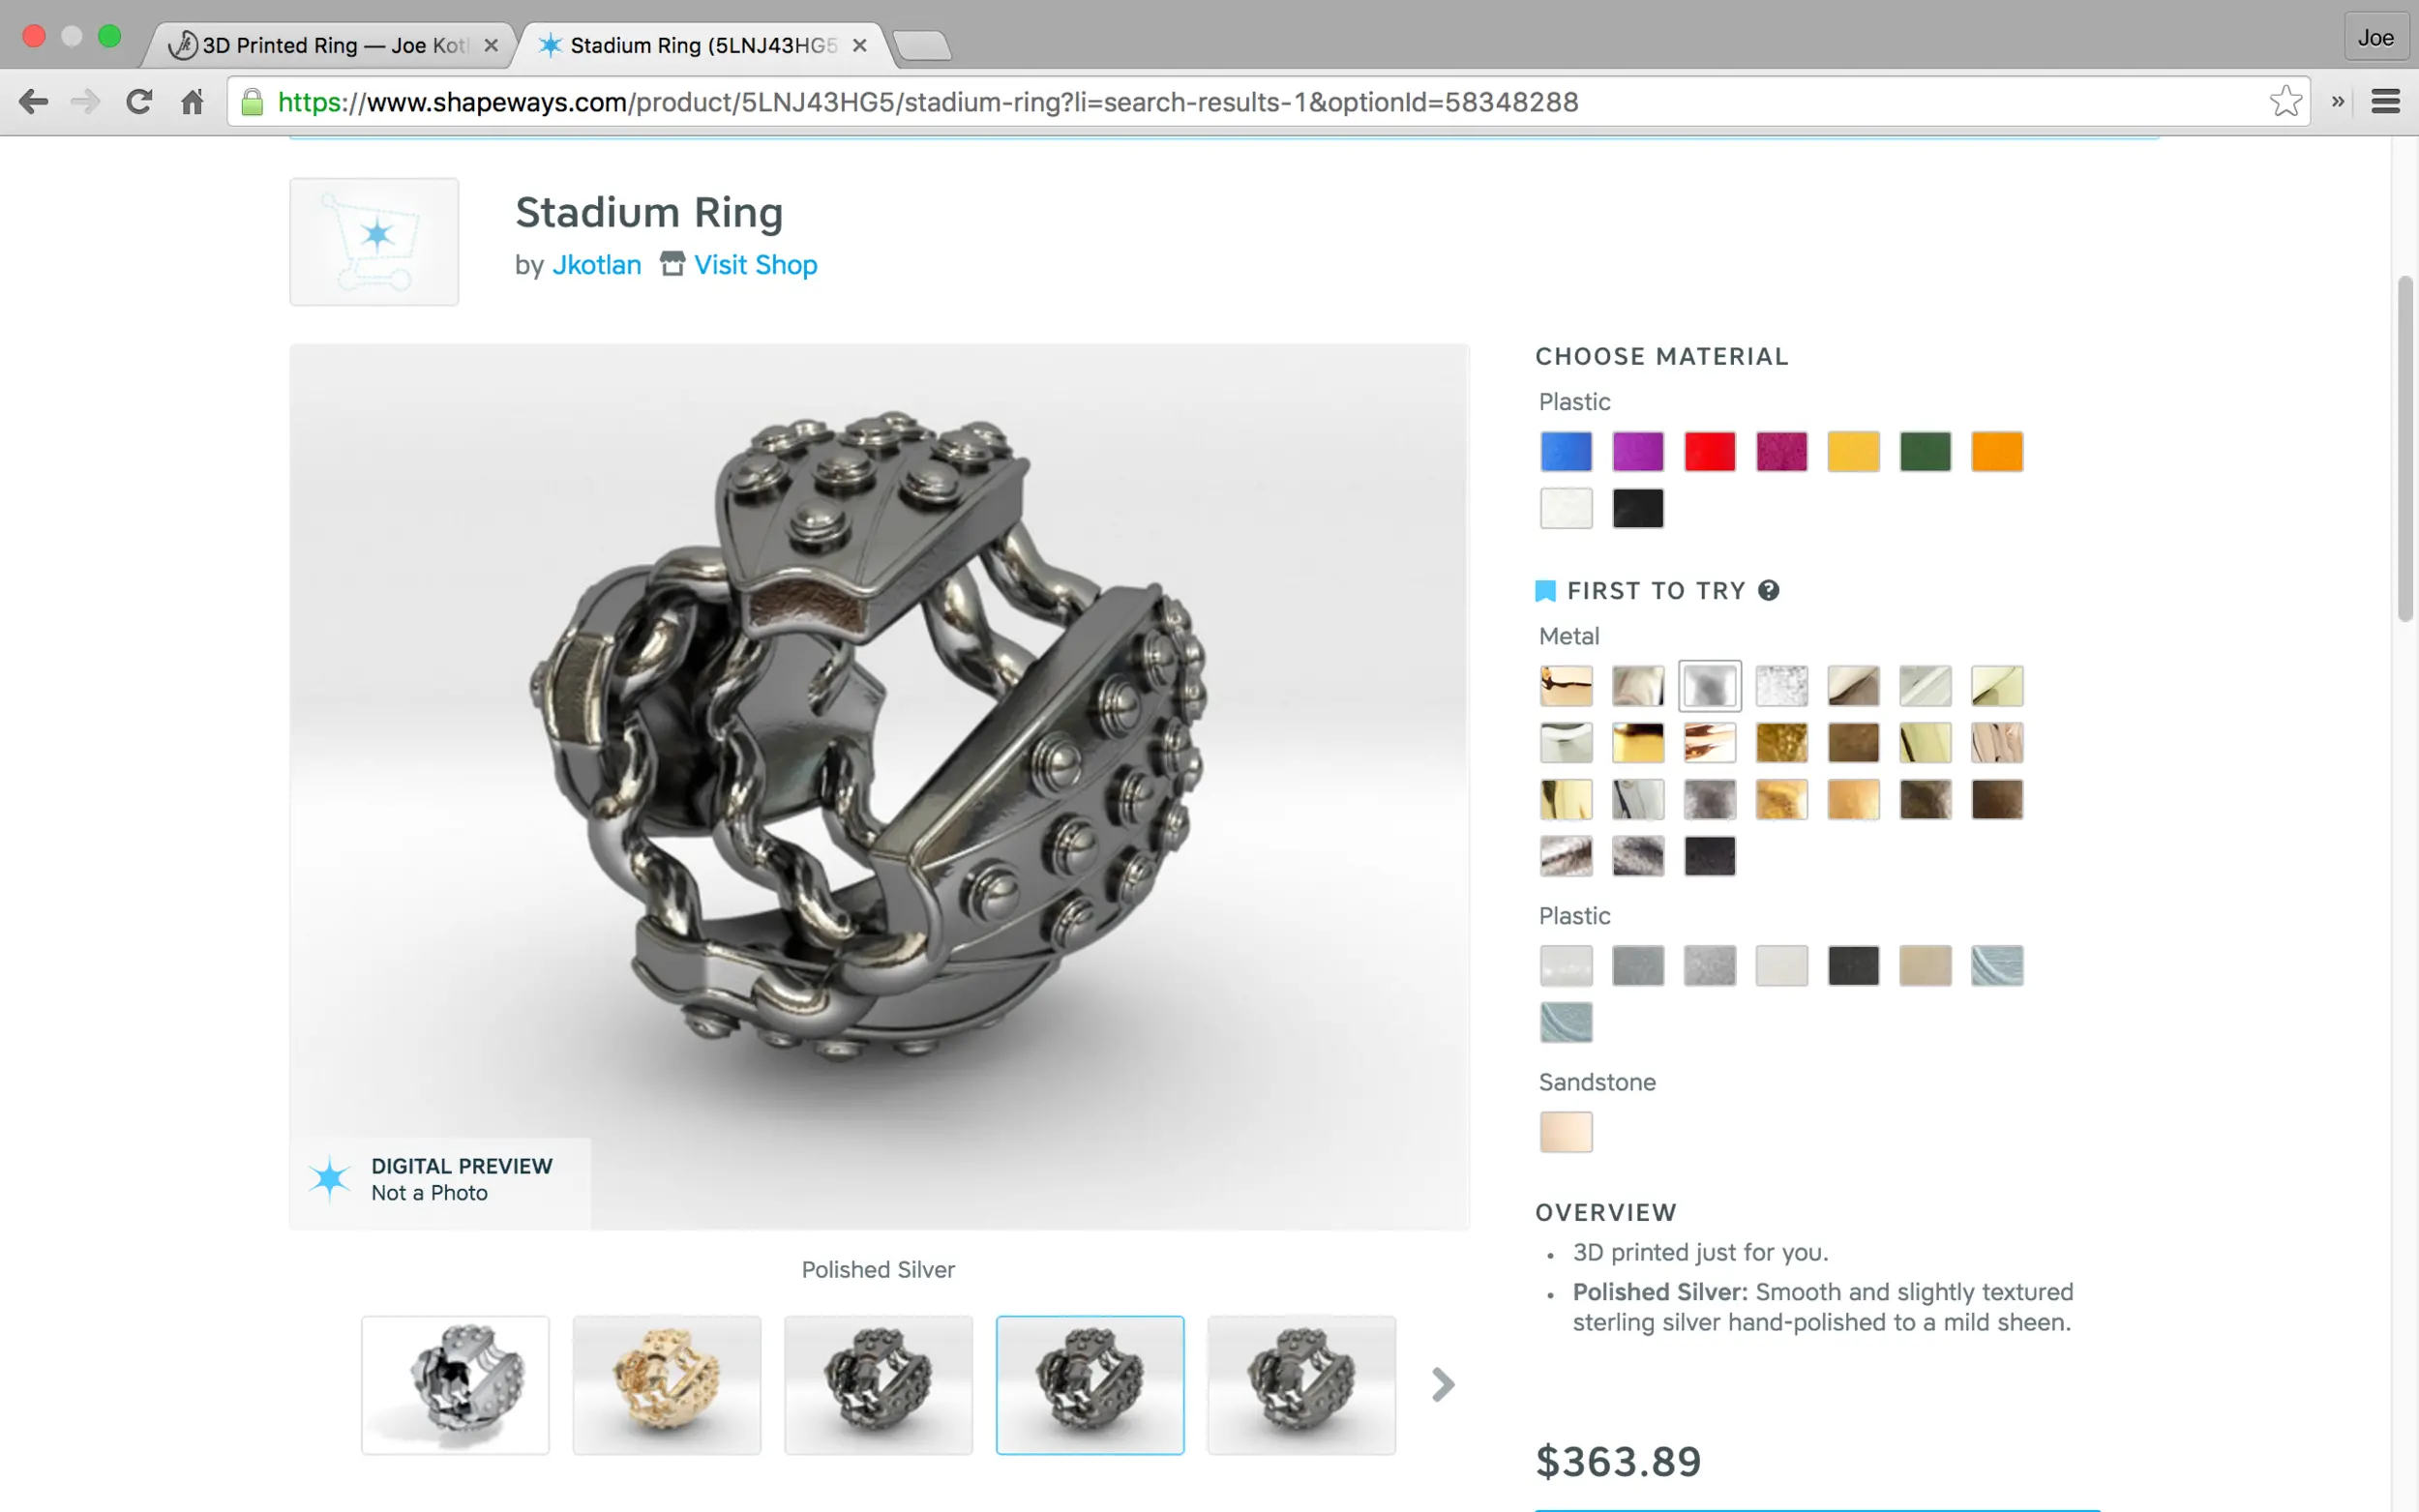 3D Printed Ring — Joe Kotl
Stadium Ring (5LNJ43HG5
Joe
https://www.shapeways.com/product/5LNJ43HG5/stadium-ring?li=search-results-1&optionId=58348288
Stadium Ring
by Jkotlan Visit Shop
CHOOSE MATERIAL
Plastic
FIRST TO TRY ?
Metal
Plastic
Sandstone
DIGITAL PREVIEW
Not a Photo
Polished Silver
OVERVIEW
• 3D printed just for you.
• Polished Silver: Smooth and slightly textured
sterling silver hand-polished to a mild sheen.
$363.89